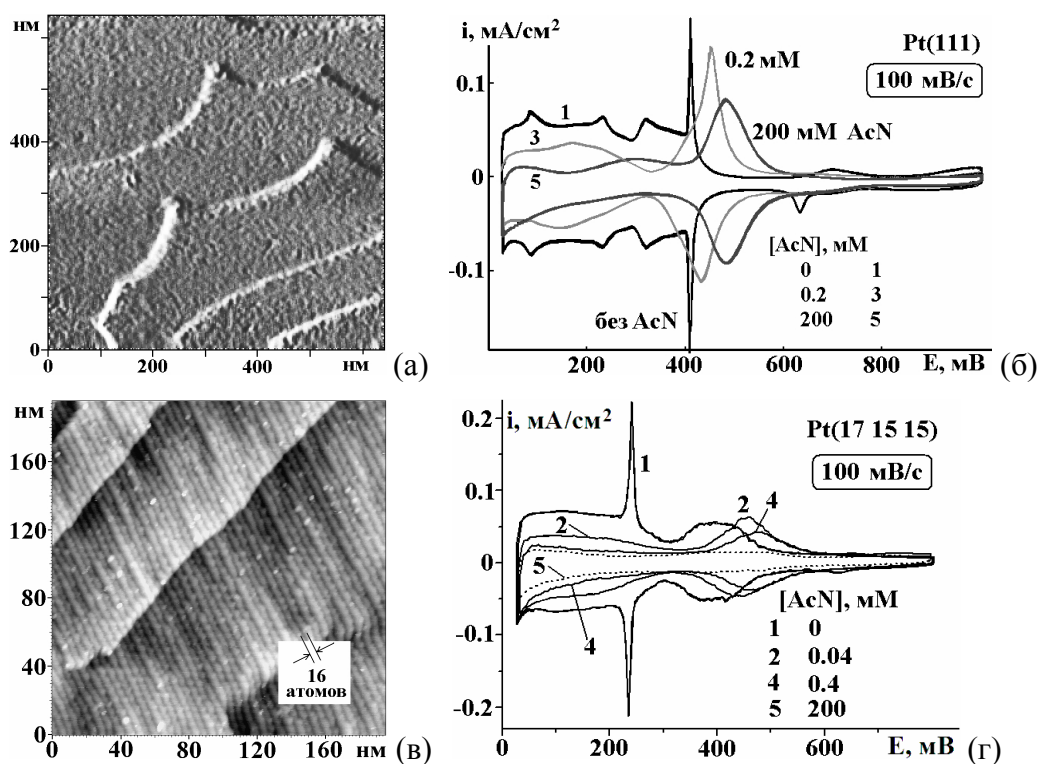 нм
400
200
0
0
200
400
нм
(а)
i, мА/см²
Pt(111)
100 мВ/с
0.2 мМ
200 мМ AcN
1
3
5
0.1
0
-0.1
[AcN], мМ
0 1
0.2 3
200 5
без AcN
200 400 600 800 E, мВ
(б)
нм
160
120
80
40
0
16
атомов
0 40 80 120 160 нм
(в)
i, мА/см²
Pt(17 15 15)
100 мВ/с
0.2
0.1
0
-0.1
-0.2
1
2
2
4
5
4
[AcN], мМ
1 0
2 0.04
4 0.4
5 200
0 200 400 600 E, мВ
(г)